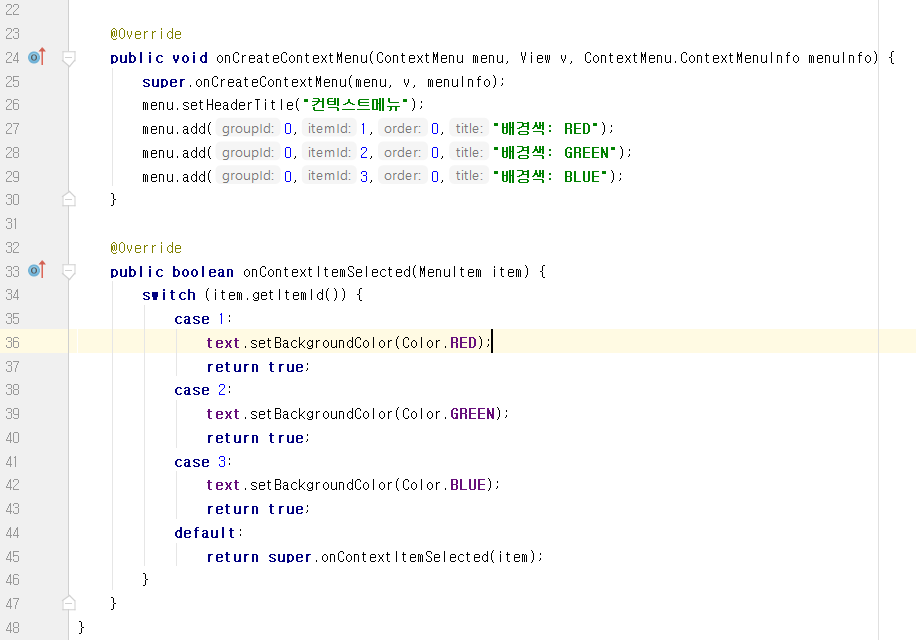 22
23 @Override
24 public void onCreateContextMenu(ContextMenu menu, View v, ContextMenu.ContextMenuInfo menuInfo) {
25 super.onCreateContextMenu(menu, v, menuInfo);
26 menu.setHeaderTitle("컨텍스트메뉴");
27 menu.add( groupId: 0, itemId: 1, order: 0, title: "배경색: RED");
28 menu.add( groupId: 0, itemId: 2, order: 0, title: "배경색: GREEN");
29 menu.add( groupId: 0, itemId: 3, order: 0, title: "배경색: BLUE");
30 }
31
32 @Override
33 public boolean onContextItemSelected(MenuItem item) {
34 switch (item.getItemId()) {
35 case 1:
36 text.setBackgroundColor(Color.RED);
37 return true;
38 case 2:
39 text.setBackgroundColor(Color.GREEN);
40 return true;
41 case 3:
42 text.setBackgroundColor(Color.BLUE);
43 return true;
44 default:
45 return super.onContextItemSelected(item);
46 }
47 }
48 }